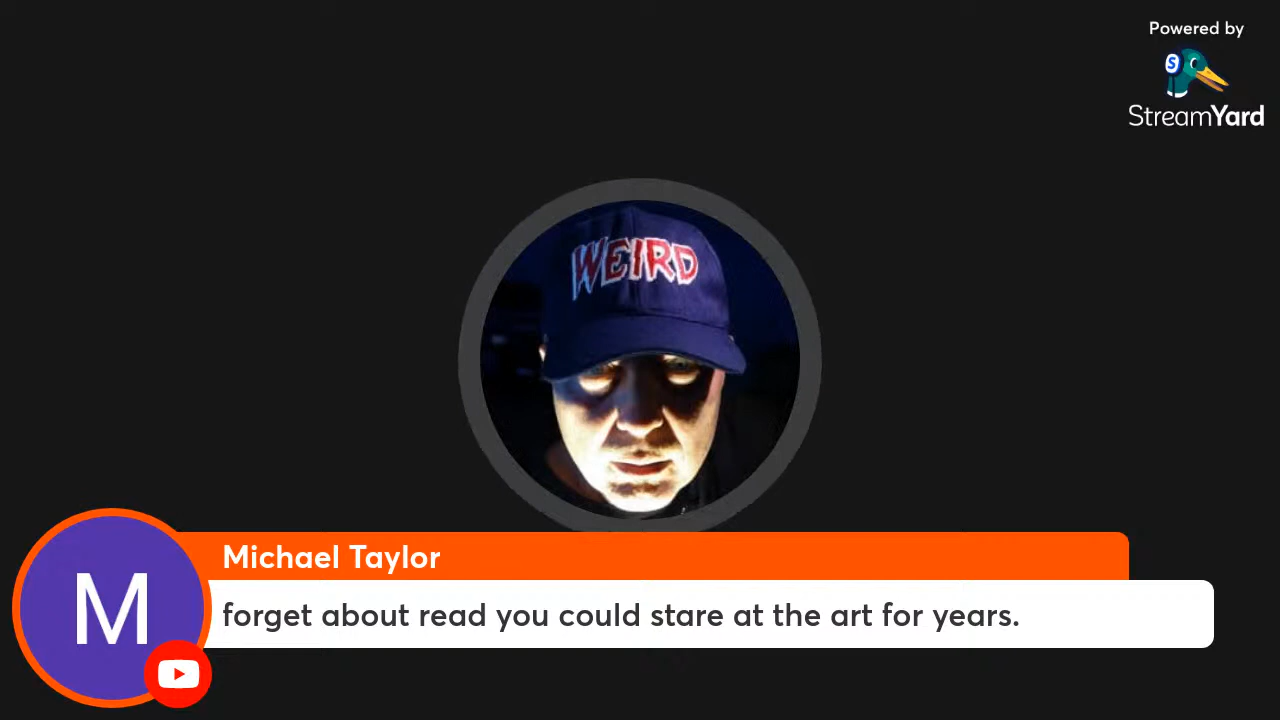 Powered by
S
StreamYard
WEIRD
Michael Taylor
M
forget about read you could stare at the art for years.